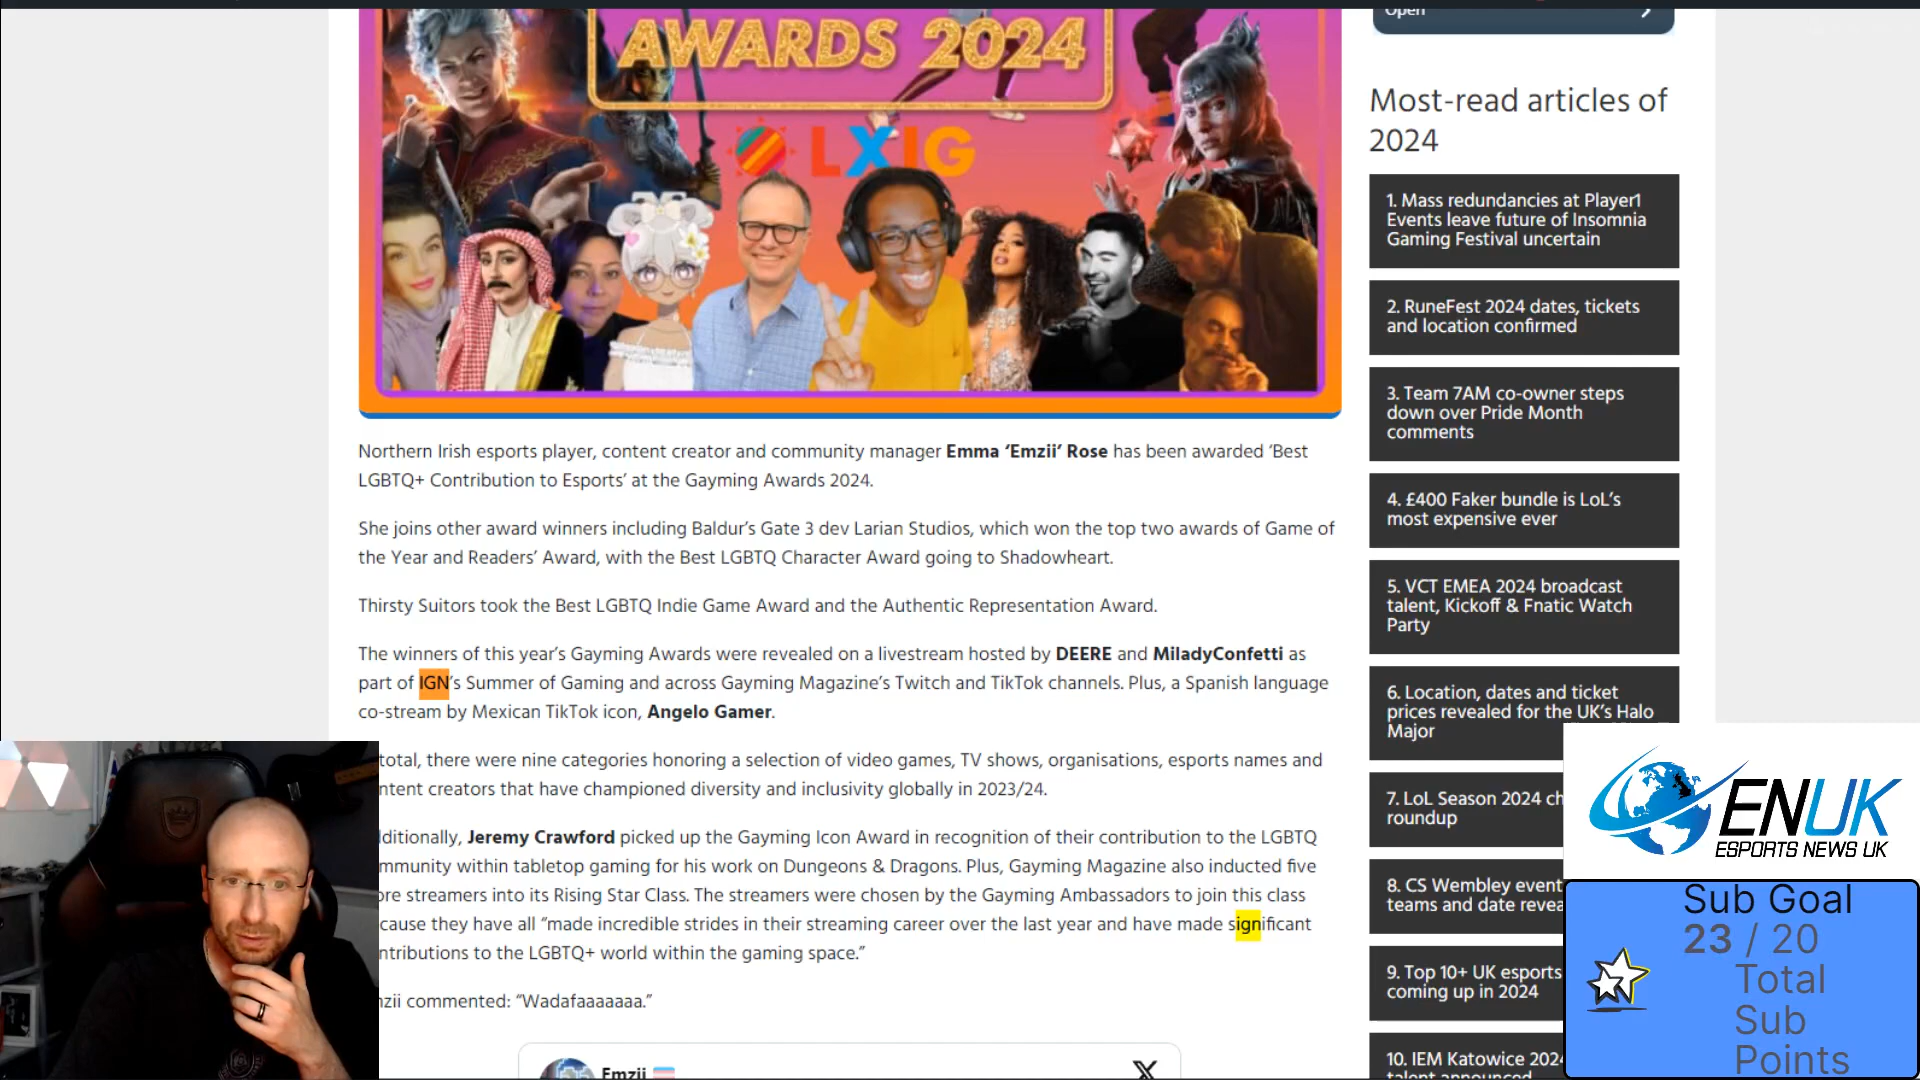 AWARDS 2024
LXIG
Northern Irish esports player, content creator and community manager Emma ‘Emzii’ Rose has been awarded ‘Best
LGBTQ+ Contribution to Esports’ at the Gayming Awards 2024.
She joins other award winners including Baldur’s Gate 3 dev Larian Studios, which won the top two awards of Game of
the Year and Readers’ Award, with the Best LGBTQ Character Award going to Shadowheart.
Thirsty Suitors took the Best LGBTQ Indie Game Award and the Authentic Representation Award.
The winners of this year’s Gayming Awards were revealed on a livestream hosted by DEERE and MiladyConfetti as
part of IGN’s Summer of Gaming and across Gayming Magazine’s Twitch and TikTok channels. Plus, a Spanish language
co-stream by Mexican TikTok icon, Angelo Gamer.
total, there were nine categories honoring a selection of video games, TV shows, organisations, esports names and
ntent creators that have championed diversity and inclusivity globally in 2023/24.
dditionally, Jeremy Crawford picked up the Gayming Icon Award in recognition of their contribution to the LGBTQ
mmunity within tabletop gaming for his work on Dungeons & Dragons. Plus, Gayming Magazine also inducted five
ore streamers into its Rising Star Class. The streamers were chosen by the Gayming Ambassadors to join this class
cause they have all “made incredible strides in their streaming career over the last year and have made significant
ntributions to the LGBTQ+ world within the gaming space.”
zii commented: “Wadafaaaaaaa.”
Emzii
Open
Most-read articles of
2024
1. Mass redundancies at Player1
Events leave future of Insomnia
Gaming Festival uncertain
2. RuneFest 2024 dates, tickets
and location confirmed
3. Team 7AM co-owner steps
down over Pride Month
comments
4. £400 Faker bundle is LoL’s
most expensive ever
5. VCT EMEA 2024 broadcast
talent, Kickoff & Fnatic Watch
Party
6. Location, dates and ticket
prices revealed for the UK’s Halo
Major
7. LoL Season 2024 ch
roundup
8. CS Wembley event
teams and date revea
9. Top 10+ UK esports
coming up in 2024
10. IEM Katowice 2024
talent announced
ENUK
ESPORTS NEWS UK
Sub Goal
23 / 20
Total
Sub
Points